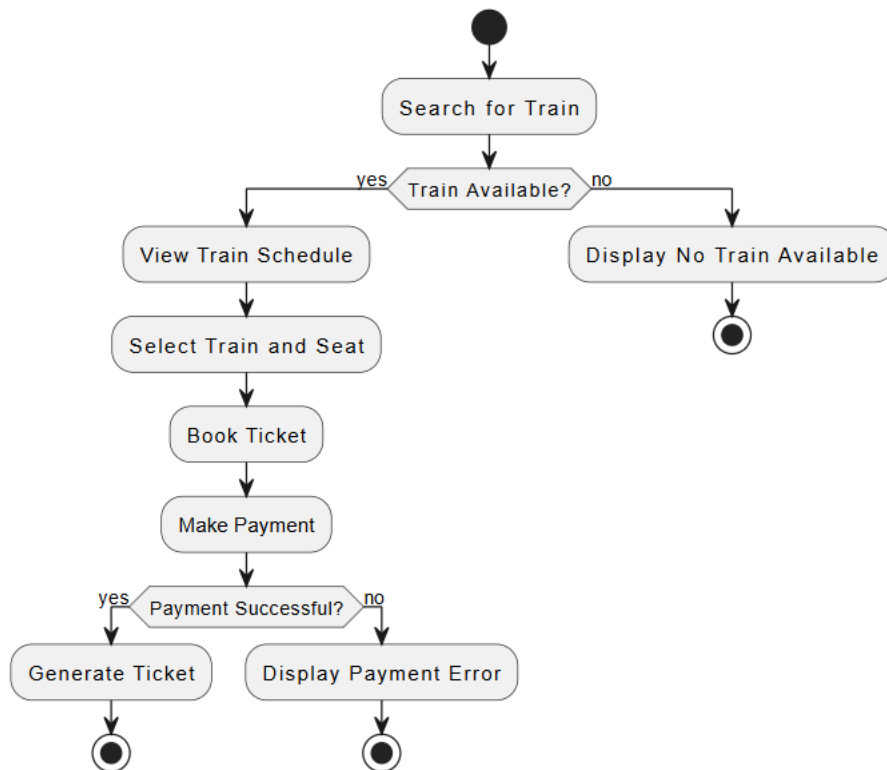 Search for Train
yes
Train Available?
no
View Train Schedule
Display No Train Available
Select Train and Seat
Book Ticket
Make Payment
yes
Payment Successful?
no
Generate Ticket
Display Payment Error